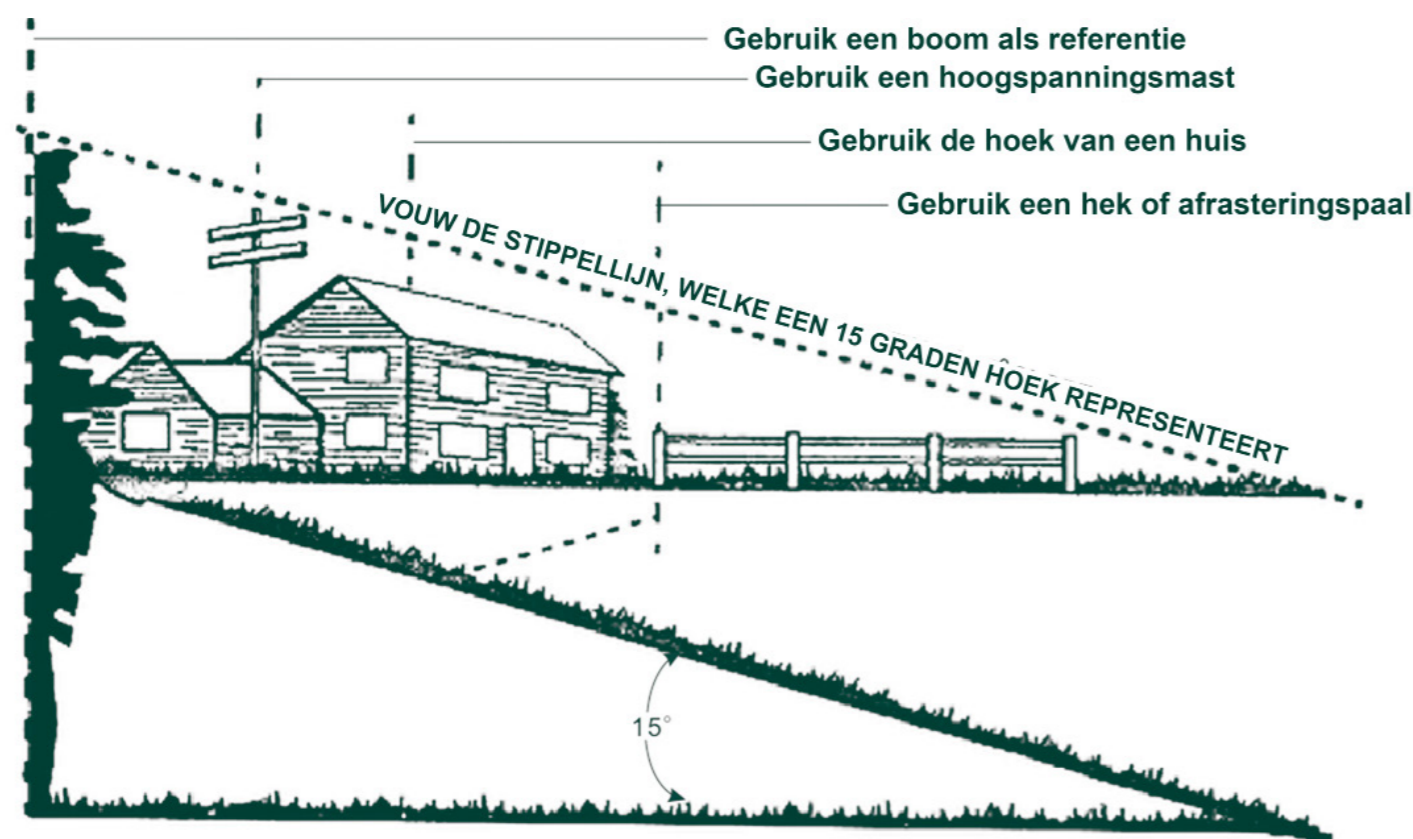 Gebruik een boom als referentie
Gebruik een hoogspanningsmast
Gebruik de hoek van een huis
Gebruik een hek of afrasteringspaal
VOUW DE STIPPELLIJN, WELKE EEN 15 GRADEN HOEK REPRESENTEERT
15°